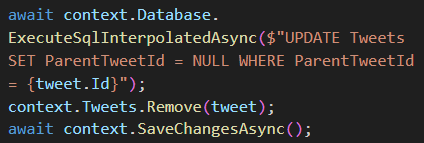 await context.Database.
ExecuteSqlInterpolatedAsync($"UPDATE Tweets
SET ParentTweetId = NULL WHERE ParentTweetId
= {tweet.Id}");
context.Tweets.Remove(tweet);
await context.SaveChangesAsync();